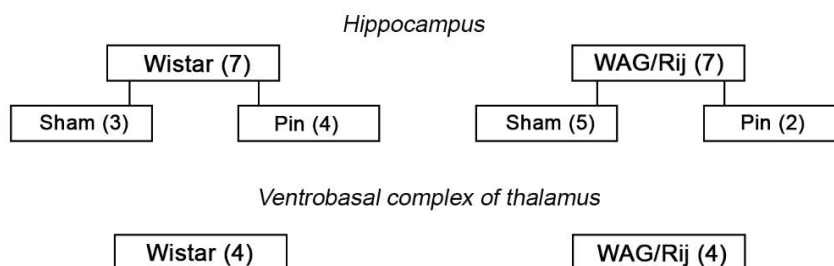 Hippocampus
Wistar (7) WAG/Rij (7)
Sham (3) Pin (4) Sham (5) Pin (2)
Ventrobasal complex of thalamus
Wistar (4) WAG/Rij (4)